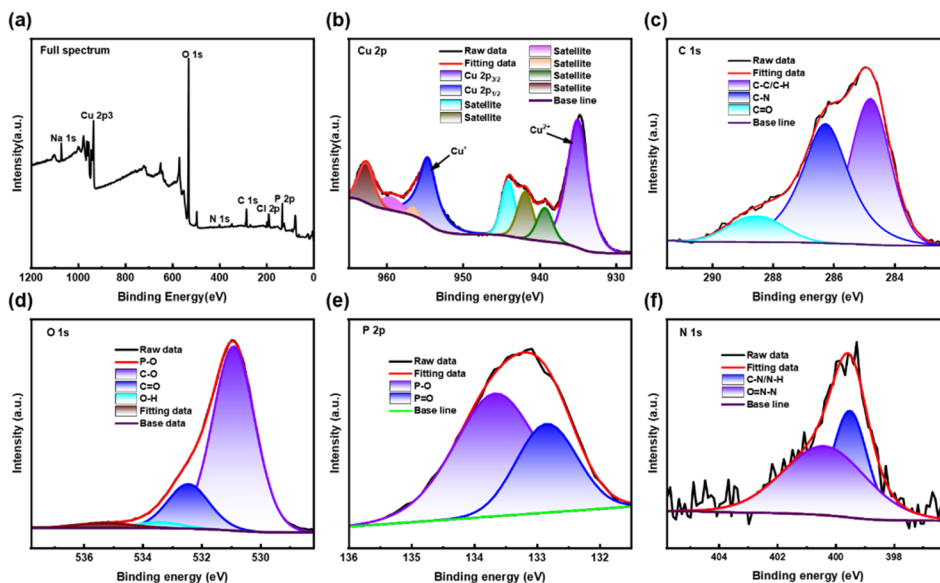 (a)
Full spectrum
O 1s
Cu 2p3
Na 1s
N 1s
C 1s
Cl 2p
P 2p
Intensity (a.u.)
1200 1000 800 600 400 200 0
Binding Energy(eV)
(b)
Cu 2p
Raw data
Fitting data
Cu 2p3/2
Cu 2p1/2
Satellite
Satellite
Satellite
Satellite
Satellite
Satellite
Base line
Cu+
Cu2+
Intensity (a.u.)
960 950 940 930
Binding energy (eV)
(c)
C 1s
Raw data
Fitting data
C-C/C-H
C-N
C=O
Base line
Intensity (a.u.)
290 288 286 284
Binding energy (eV)
(d)
O 1s
Raw data
P-O
C-O
C=O
O-H
Fitting data
Base data
Intensity (a.u.)
536 534 532 530
Binding energy (eV)
(e)
P 2p
Raw data
Fitting data
P-O
P=O
Base line
Intensity (a.u.)
136 135 134 133 132
Binding energy (eV)
(f)
N 1s
Raw data
Fitting data
C-N/N-H
O=N-N
Base line
Intensity (a.u.)
404 402 400 398
Binding energy (eV)